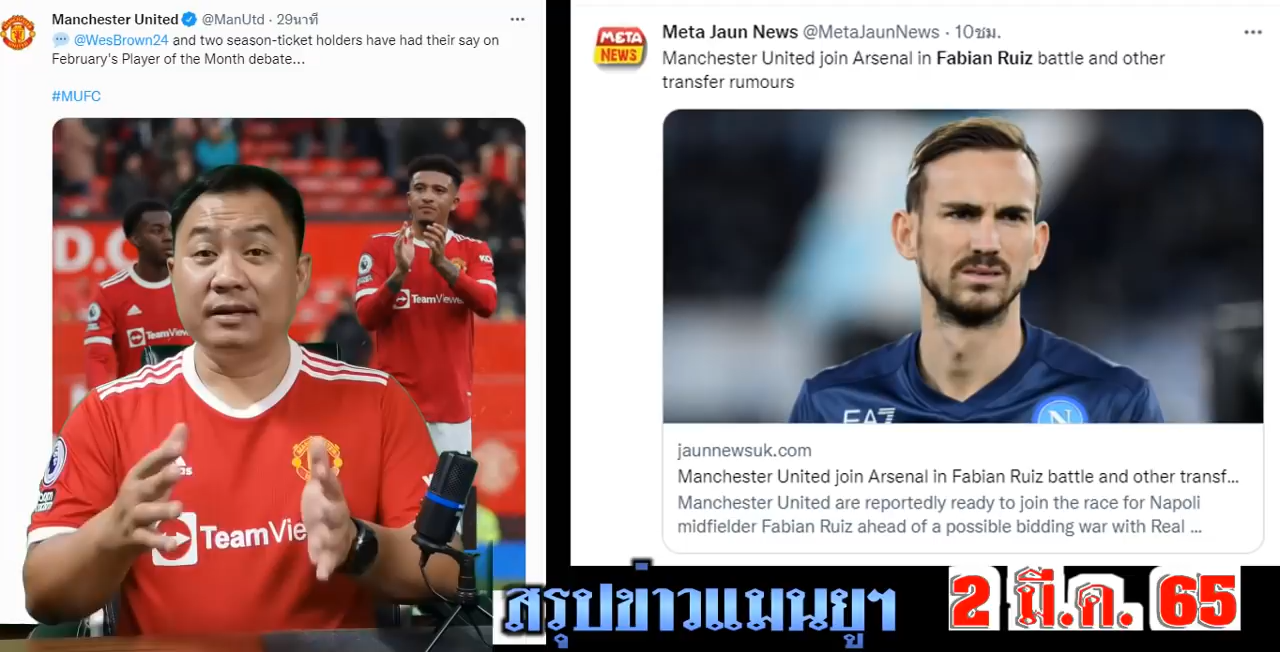 Manchester United @ManUtd · 29นาที
@WesBrown24 and two season-ticket holders have had their say on
February's Player of the Month debate...
#MUFC
D.C
TeamView
TeamViewe
TeamVie
Meta Jaun News @MetaJaunNews · 10ชม.
META
NEWS
Manchester United join Arsenal in Fabian Ruiz battle and other
transfer rumours
EA7
N
jaunnewsuk.com
Manchester United join Arsenal in Fabian Ruiz battle and other transf...
Manchester United are reportedly ready to join the race for Napoli
midfielder Fabian Ruiz ahead of a possible bidding war with Real ...
สรุปข่าวแมนยูฯ
2 มี.ค. 65